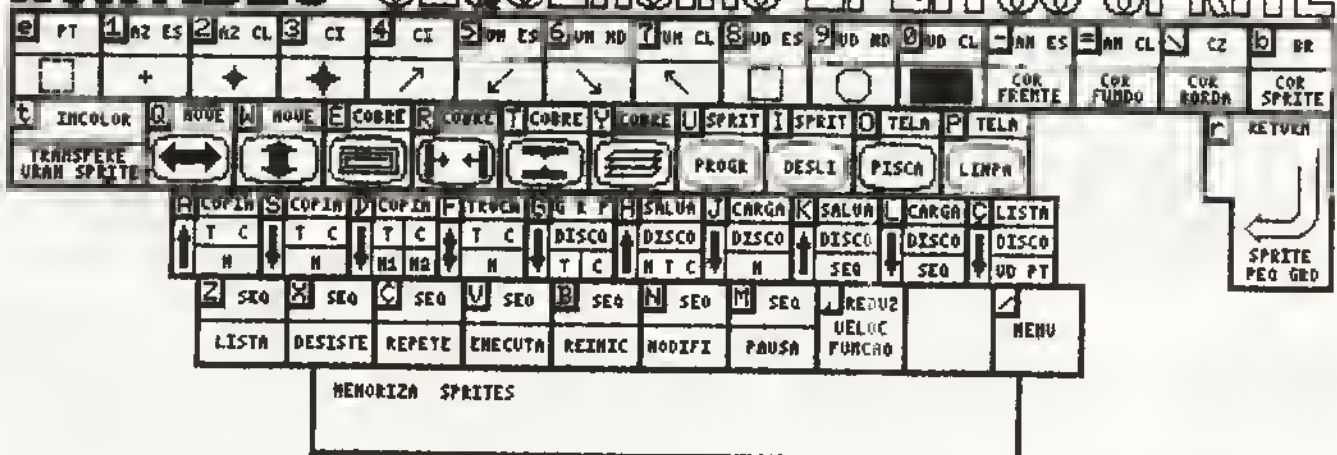 e PT 1 AZ ES 2 AZ CL 3 CI 4 CI 5 VM ES 6 VM MD 7 VM CL 8 VD ES 9 VD MD 0 VD CL - AM ES = AM CL \ CZ b BR
COR FRENTE COR FUNDO COR BORDA COR SPRITE
t INCOLOR Q MOVE W MOVE E COBRE R COBRE T COBRE Y COBRE U SPRIT I SPRIT O TELA P TELA r RETURN
TRANSFERE VRAM SPRITE PROGR DESLI PISCA LIMPA
A COPIA S COPIA D COPIA F TROCA G H SALVA J CARGA K SALVA L CARGA C LISTA
T C T C T C T C DISCO DISCO DISCO DISCO DISCO DISCO
M M M1 M2 M T C M T C M SEQ SEQ VD PT
SPRITE PEQ GRD
Z SEQ X SEQ C SEQ V SEQ B SEQ N SEQ M SEQ , REDUZ VELOC FUNCAO / MENU
LISTA DESISTE REPETE EXECUTA REINIC MODIFI PAUSA
MEMORIZA SPRITES